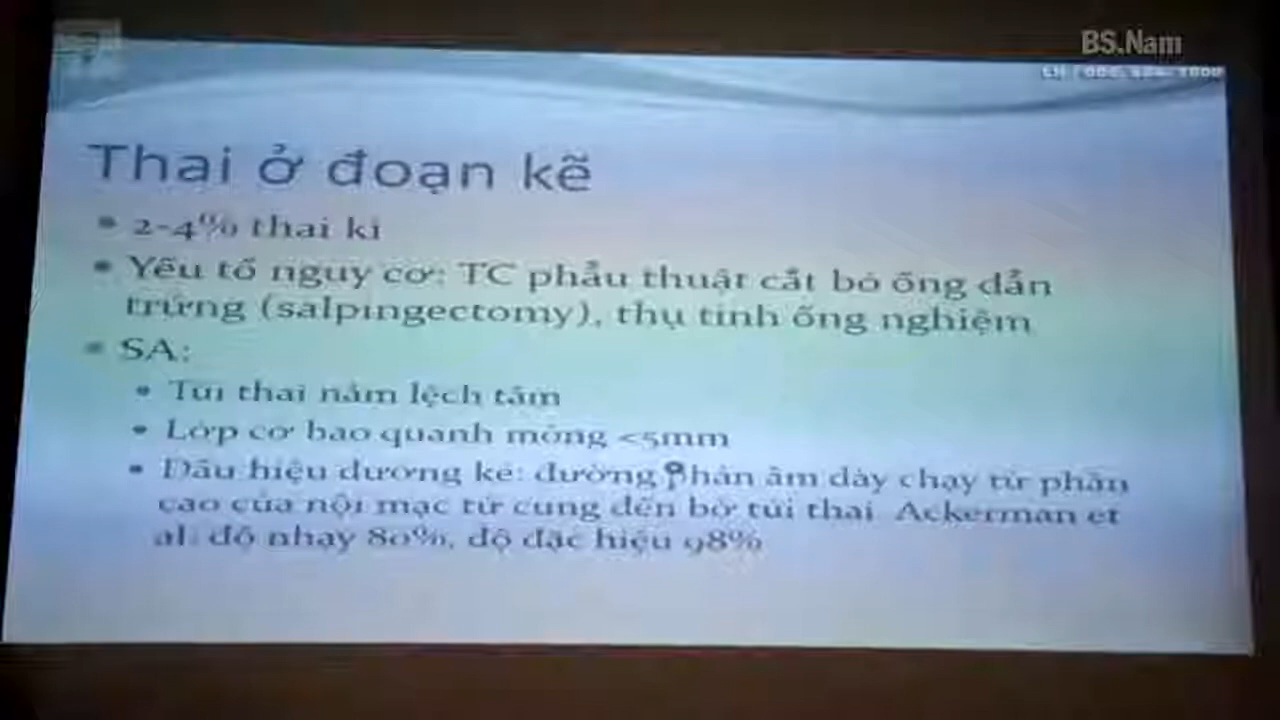 BS.Nam
Thai ở đoạn kẽ
• 2-4% thai kì
• Yếu tố nguy cơ: TC phẫu thuật cắt bỏ ống dẫn
trứng (salpingectomy), thụ tinh ống nghiệm
• SA:
• Túi thai nằm lệch tâm
• Lớp cơ bao quanh mỏng <5mm
• Dấu hiệu đường kẽ: đường phản âm dày chạy từ phần
cao của nội mạc tử cung đến bờ túi thai Ackerman et
al: độ nhạy 80%, độ đặc hiệu 98%